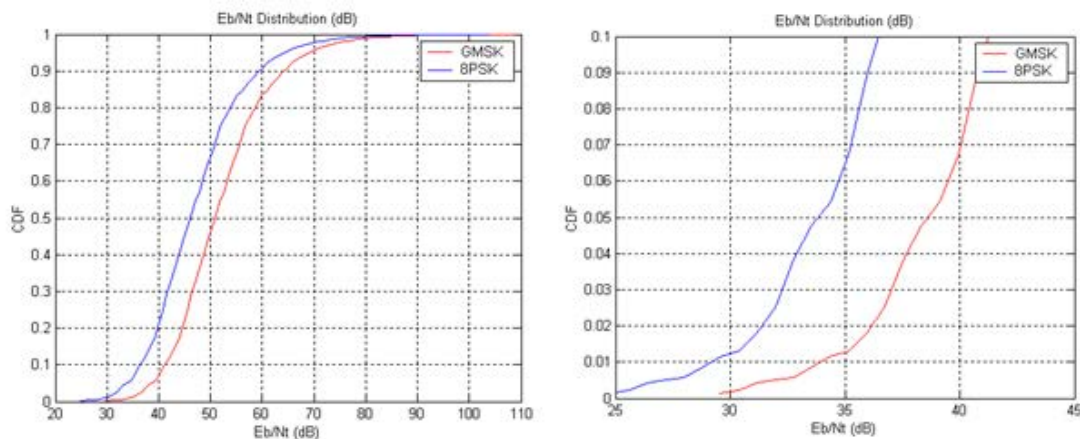 Eb/Nt Distribution (dB)
1
0.9
0.8
0.7
0.6
0.5
0.4
0.3
0.2
0.1
0
CDF
GMSK
8PSK
20 30 40 50 60 70 80 90 100 110
Eb/Nt (dB)
Eb/Nt Distribution (dB)
0.1
0.09
0.08
0.07
0.06
0.05
0.04
0.03
0.02
0.01
0
CDF
GMSK
8PSK
25 30 35 40 45
Eb/Nt (dB)